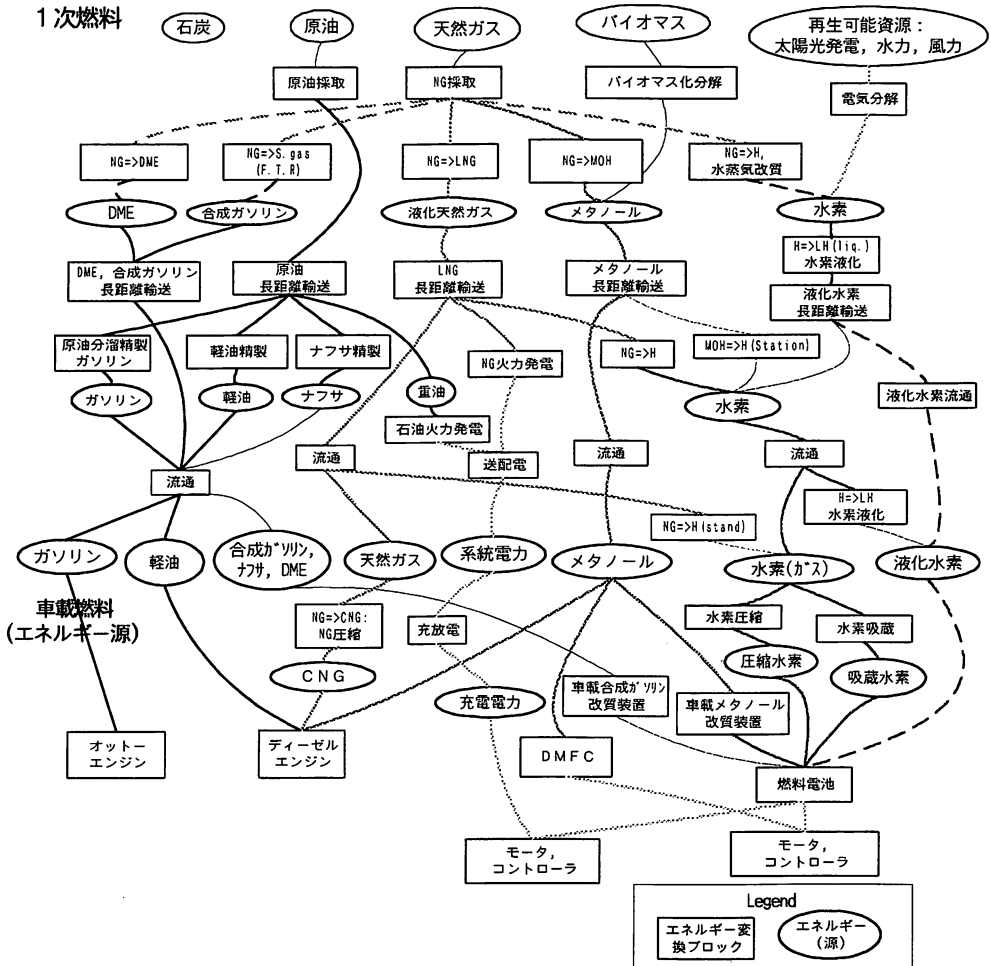 1次燃料
石炭
原油
天然ガス
バイオマス
再生可能資源：
太陽光発電，水力，風力
原油採取
NG採取
バイオマス化分解
電気分解
NG=>DME
NG=>S.gas
(F.T.R)
NG=>LNG
NG=>MOH
NG=>H,
水蒸気改質
DME
合成ガソリン
液化天然ガス
メタノール
水素
H=>LH(liq.)
水素液化
DME, 合成ガソリン
長距離輸送
原油
長距離輸送
LNG
長距離輸送
メタノール
長距離輸送
液化水素
長距離輸送
原油分溜精製
ガソリン
軽油精製
ナフサ精製
NG火力発電
NG=>H
MOH=>H(Station)
ガソリン
軽油
ナフサ
重油
水素
液化水素流通
石油火力発電
流通
流通
送配電
流通
流通
H=>LH
水素液化
NG=>H(stand)
ガソリン
軽油
合成ｶﾞｿﾘﾝ,
ﾅﾌｻ, DME
天然ガス
系統電力
メタノール
水素(ｶﾞｽ)
液化水素
車載燃料
(エネルギー源)
NG=>CNG:
NG圧縮
充放電
水素圧縮
水素吸蔵
CNG
圧縮水素
吸蔵水素
充電電力
車載合成ｶﾞｿﾘﾝ
改質装置
車載メタノール
改質装置
オットー
エンジン
ディーゼル
エンジン
DMFC
燃料電池
モータ,
コントローラ
モータ,
コントローラ
Legend
エネルギー変
換ブロック
エネルギー
(源)